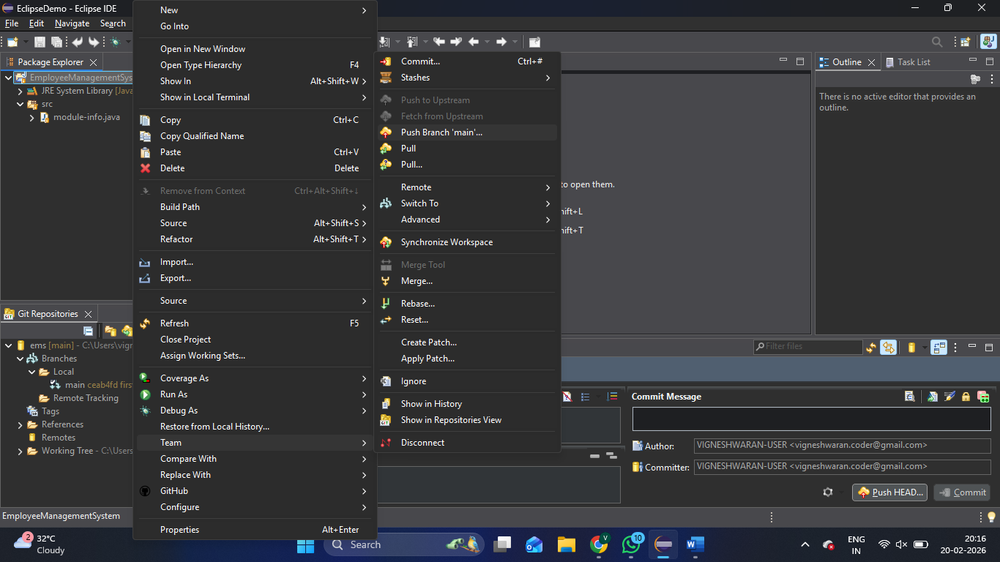 EclipseDemo - Eclipse IDE
File Edit Navigate Search
Package Explorer
EmployeeManagementSys
JRE System Library [Java
src
module-info.java
Git Repositories
ems [main] - C:\Users\vigr
Branches
Local
main ceab4fd first
Remote Tracking
Tags
References
Remotes
Working Tree - C:\Users
EmployeeManagementSystem
New
Go Into
Open in New Window
Open Type Hierarchy F4
Show In Alt+Shift+W
Show in Local Terminal
Copy Ctrl+C
Copy Qualified Name
Paste Ctrl+V
Delete Delete
Remove from Context Ctrl+Alt+Shift+↓
Build Path
Source Alt+Shift+S
Refactor Alt+Shift+T
Import...
Export...
Source
Refresh F5
Close Project
Assign Working Sets...
Coverage As
Run As
Debug As
Restore from Local History...
Team
Compare With
Replace With
GitHub
Configure
Properties Alt+Enter
Commit... Ctrl+#
Stashes
Push to Upstream
Fetch from Upstream
Push Branch 'main'...
Pull
Pull...
Remote
Switch To
Advanced
Synchronize Workspace
Merge Tool
Merge...
Rebase...
Reset...
Create Patch...
Apply Patch...
Ignore
Show in History
Show in Repositories View
Disconnect
to open them.
hift+L
hift+T
Outline Task List
There is no active editor that provides an
outline.
Filter files
Commit Message
Author: VIGNESHWARAN-USER <vigneshwaran.coder@gmail.com>
Committer: VIGNESHWARAN-USER <vigneshwaran.coder@gmail.com>
Push HEAD... Commit
2
32°C
Cloudy
Search
V
10
W
ENG
IN
20:16
20-02-2026